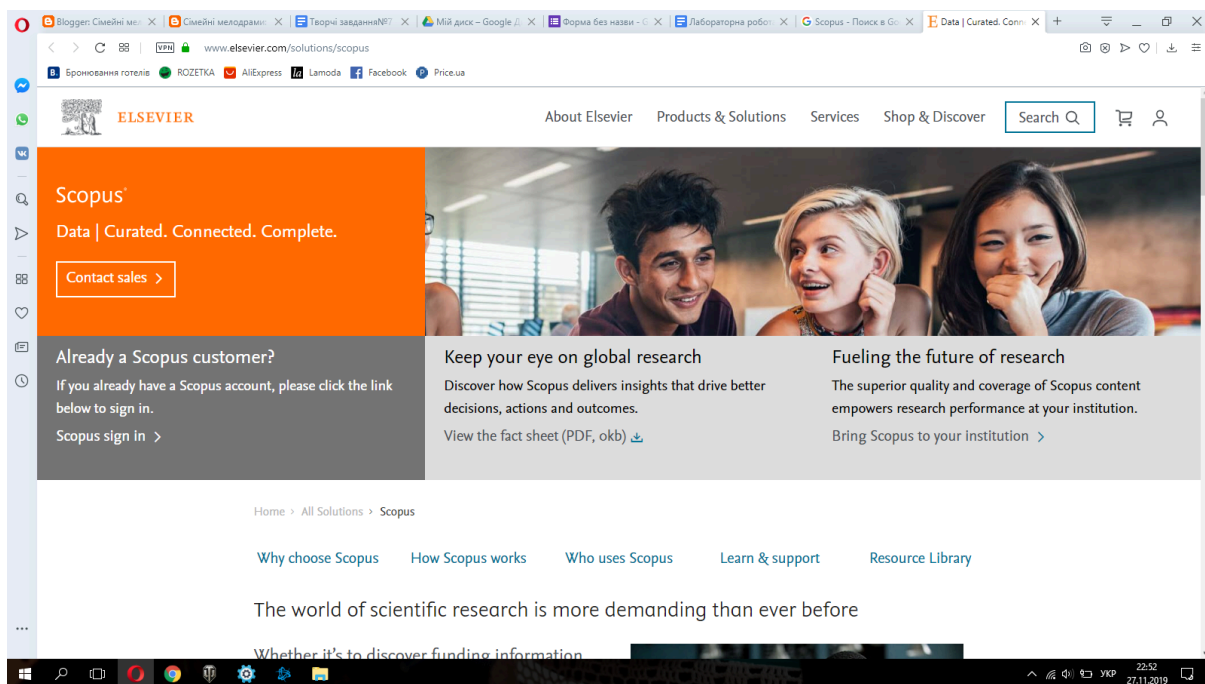 Blogger: Сімейні мел
Сімейні мелодрами:
Творчі завдання№7
Мій диск – Google Д
Форма без назви - G
Лабораторна робот
Scopus - Поиск в Go
Data | Curated. Conn
VPN
www.elsevier.com/solutions/scopus
B. Бронювання готелів ROZETKA AliExpress la Lamoda Facebook Price.ua
ELSEVIER
About Elsevier Products & Solutions Services Shop & Discover Search
Scopus®
Data | Curated. Connected. Complete.
Contact sales >
Already a Scopus customer?
If you already have a Scopus account, please click the link
below to sign in.
Scopus sign in >
Keep your eye on global research
Discover how Scopus delivers insights that drive better
decisions, actions and outcomes.
View the fact sheet (PDF, 0kb)
Fueling the future of research
The superior quality and coverage of Scopus content
empowers research performance at your institution.
Bring Scopus to your institution >
Home > All Solutions > Scopus
Why choose Scopus How Scopus works Who uses Scopus Learn & support Resource Library
The world of scientific research is more demanding than ever before
Whether it's to discover funding information
УКР
22:52
27.11.2019